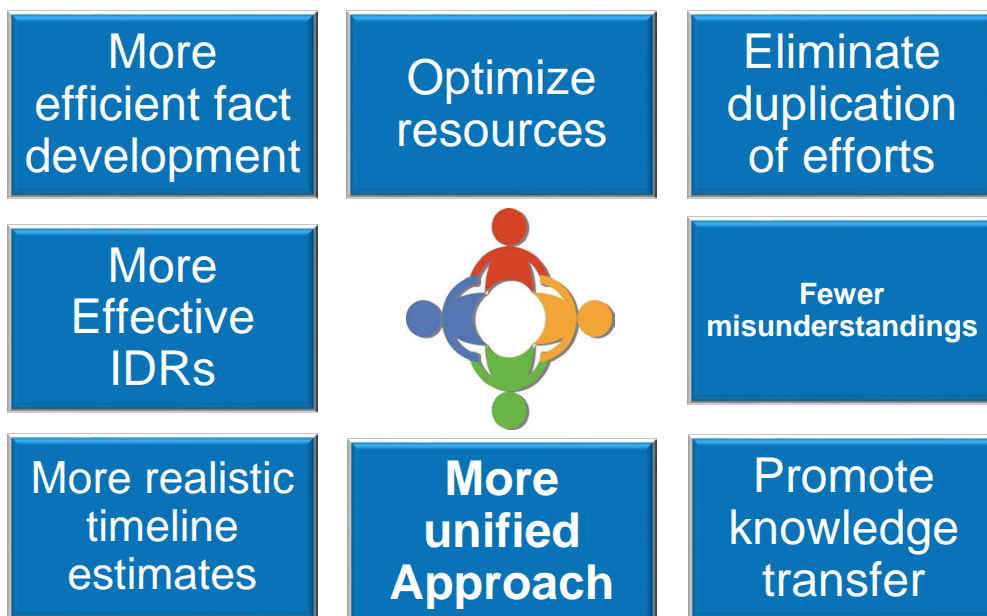 More
efficient fact
development
Optimize
resources
Eliminate
duplication
of efforts
More
Effective
IDRs
Fewer
misunderstandings
More realistic
timeline
estimates
More
unified
Approach
Promote
knowledge
transfer